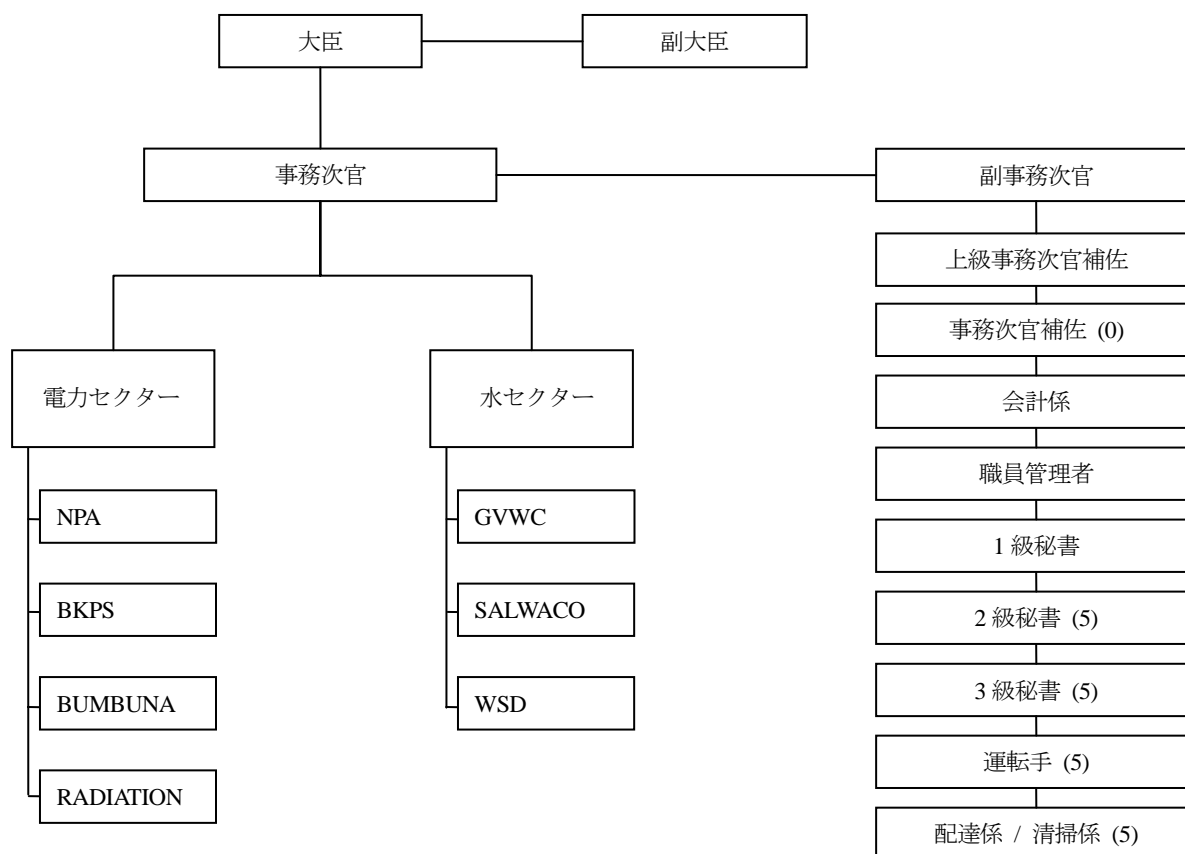 大臣
副大臣
事務次官
副事務次官
上級事務次官補佐
事務次官補佐 (0)
会計係
職員管理者
1 級秘書
2 級秘書 (5)
3 級秘書 (5)
運転手 (5)
配達係 / 清掃係 (5)
電力セクター
NPA
BKPS
BUMBUNA
RADIATION
水セクター
GVWC
SALWACO
WSD